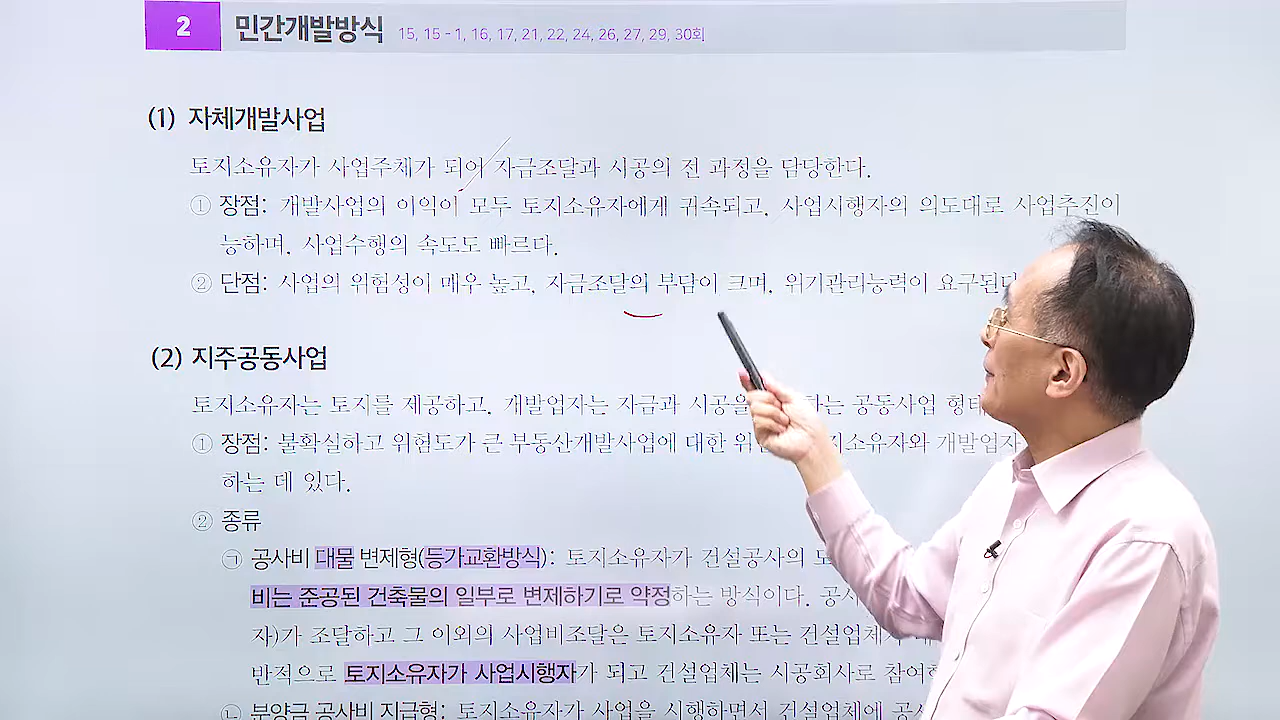 2 민간개발방식 15, 15-1, 16, 17, 21, 22, 24, 26, 27, 29, 30회
(1) 자체개발사업
토지소유자가 사업주체가 되어 자금조달과 시공의 전 과정을 담당한다.
① 장점: 개발사업의 이익이 모두 토지소유자에게 귀속되고, 사업시행자의 의도대로 사업추진이
능하며, 사업수행의 속도도 빠르다.
② 단점: 사업의 위험성이 매우 높고, 자금조달의 부담이 크며, 위기관리능력이 요구된다
(2) 지주공동사업
토지소유자는 토지를 제공하고, 개발업자는 자금과 시공을 하는 공동사업
① 장점: 불확실하고 위험도가 큰 부동산개발사업에 대한 개발업자
하는 데 있다.
② 종류
㉠ 공사비 대물 변제형(등가교환방식): 토지소유자가 건설공사의
비는 준공된 건축물의 일부로 변제하기로 약정하는 방식이다.
자)가 조달하고 그 이외의 사업비조달은 토지소유자 또는 건설업체
반적으로 토지소유자가 사업시행자가 되고 건설업체는 시공회사로
㉡ 분양금 공사비 지급형: 토지소유자가 사업을 시행하면서 건설업체에